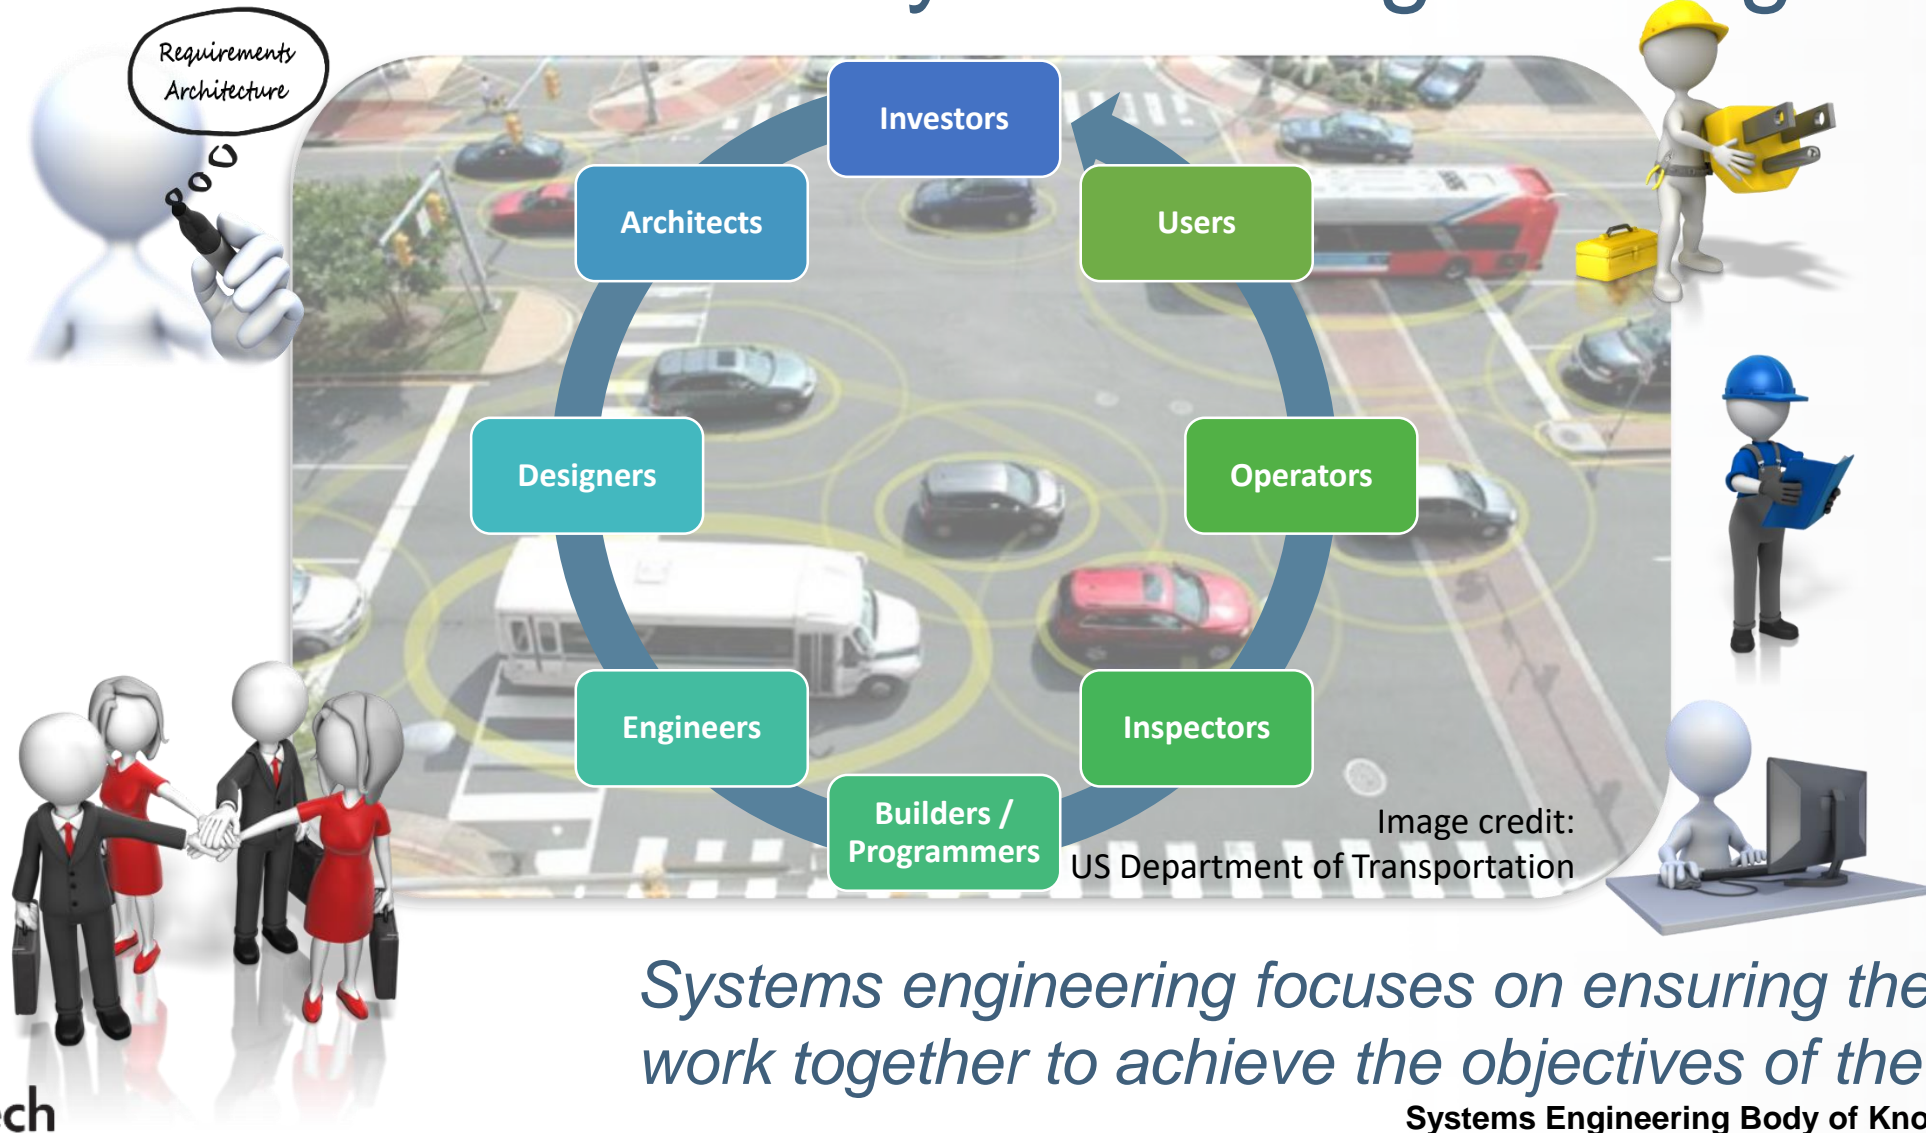 Requirements
Architecture
Investors
Architects
Users
Designers
Operators
Engineers
Inspectors
Builders /
Programmers
Image credit:
US Department of Transportation
Systems engineering focuses on ensuring the
work together to achieve the objectives of the
Systems Engineering Body of Kno
ech